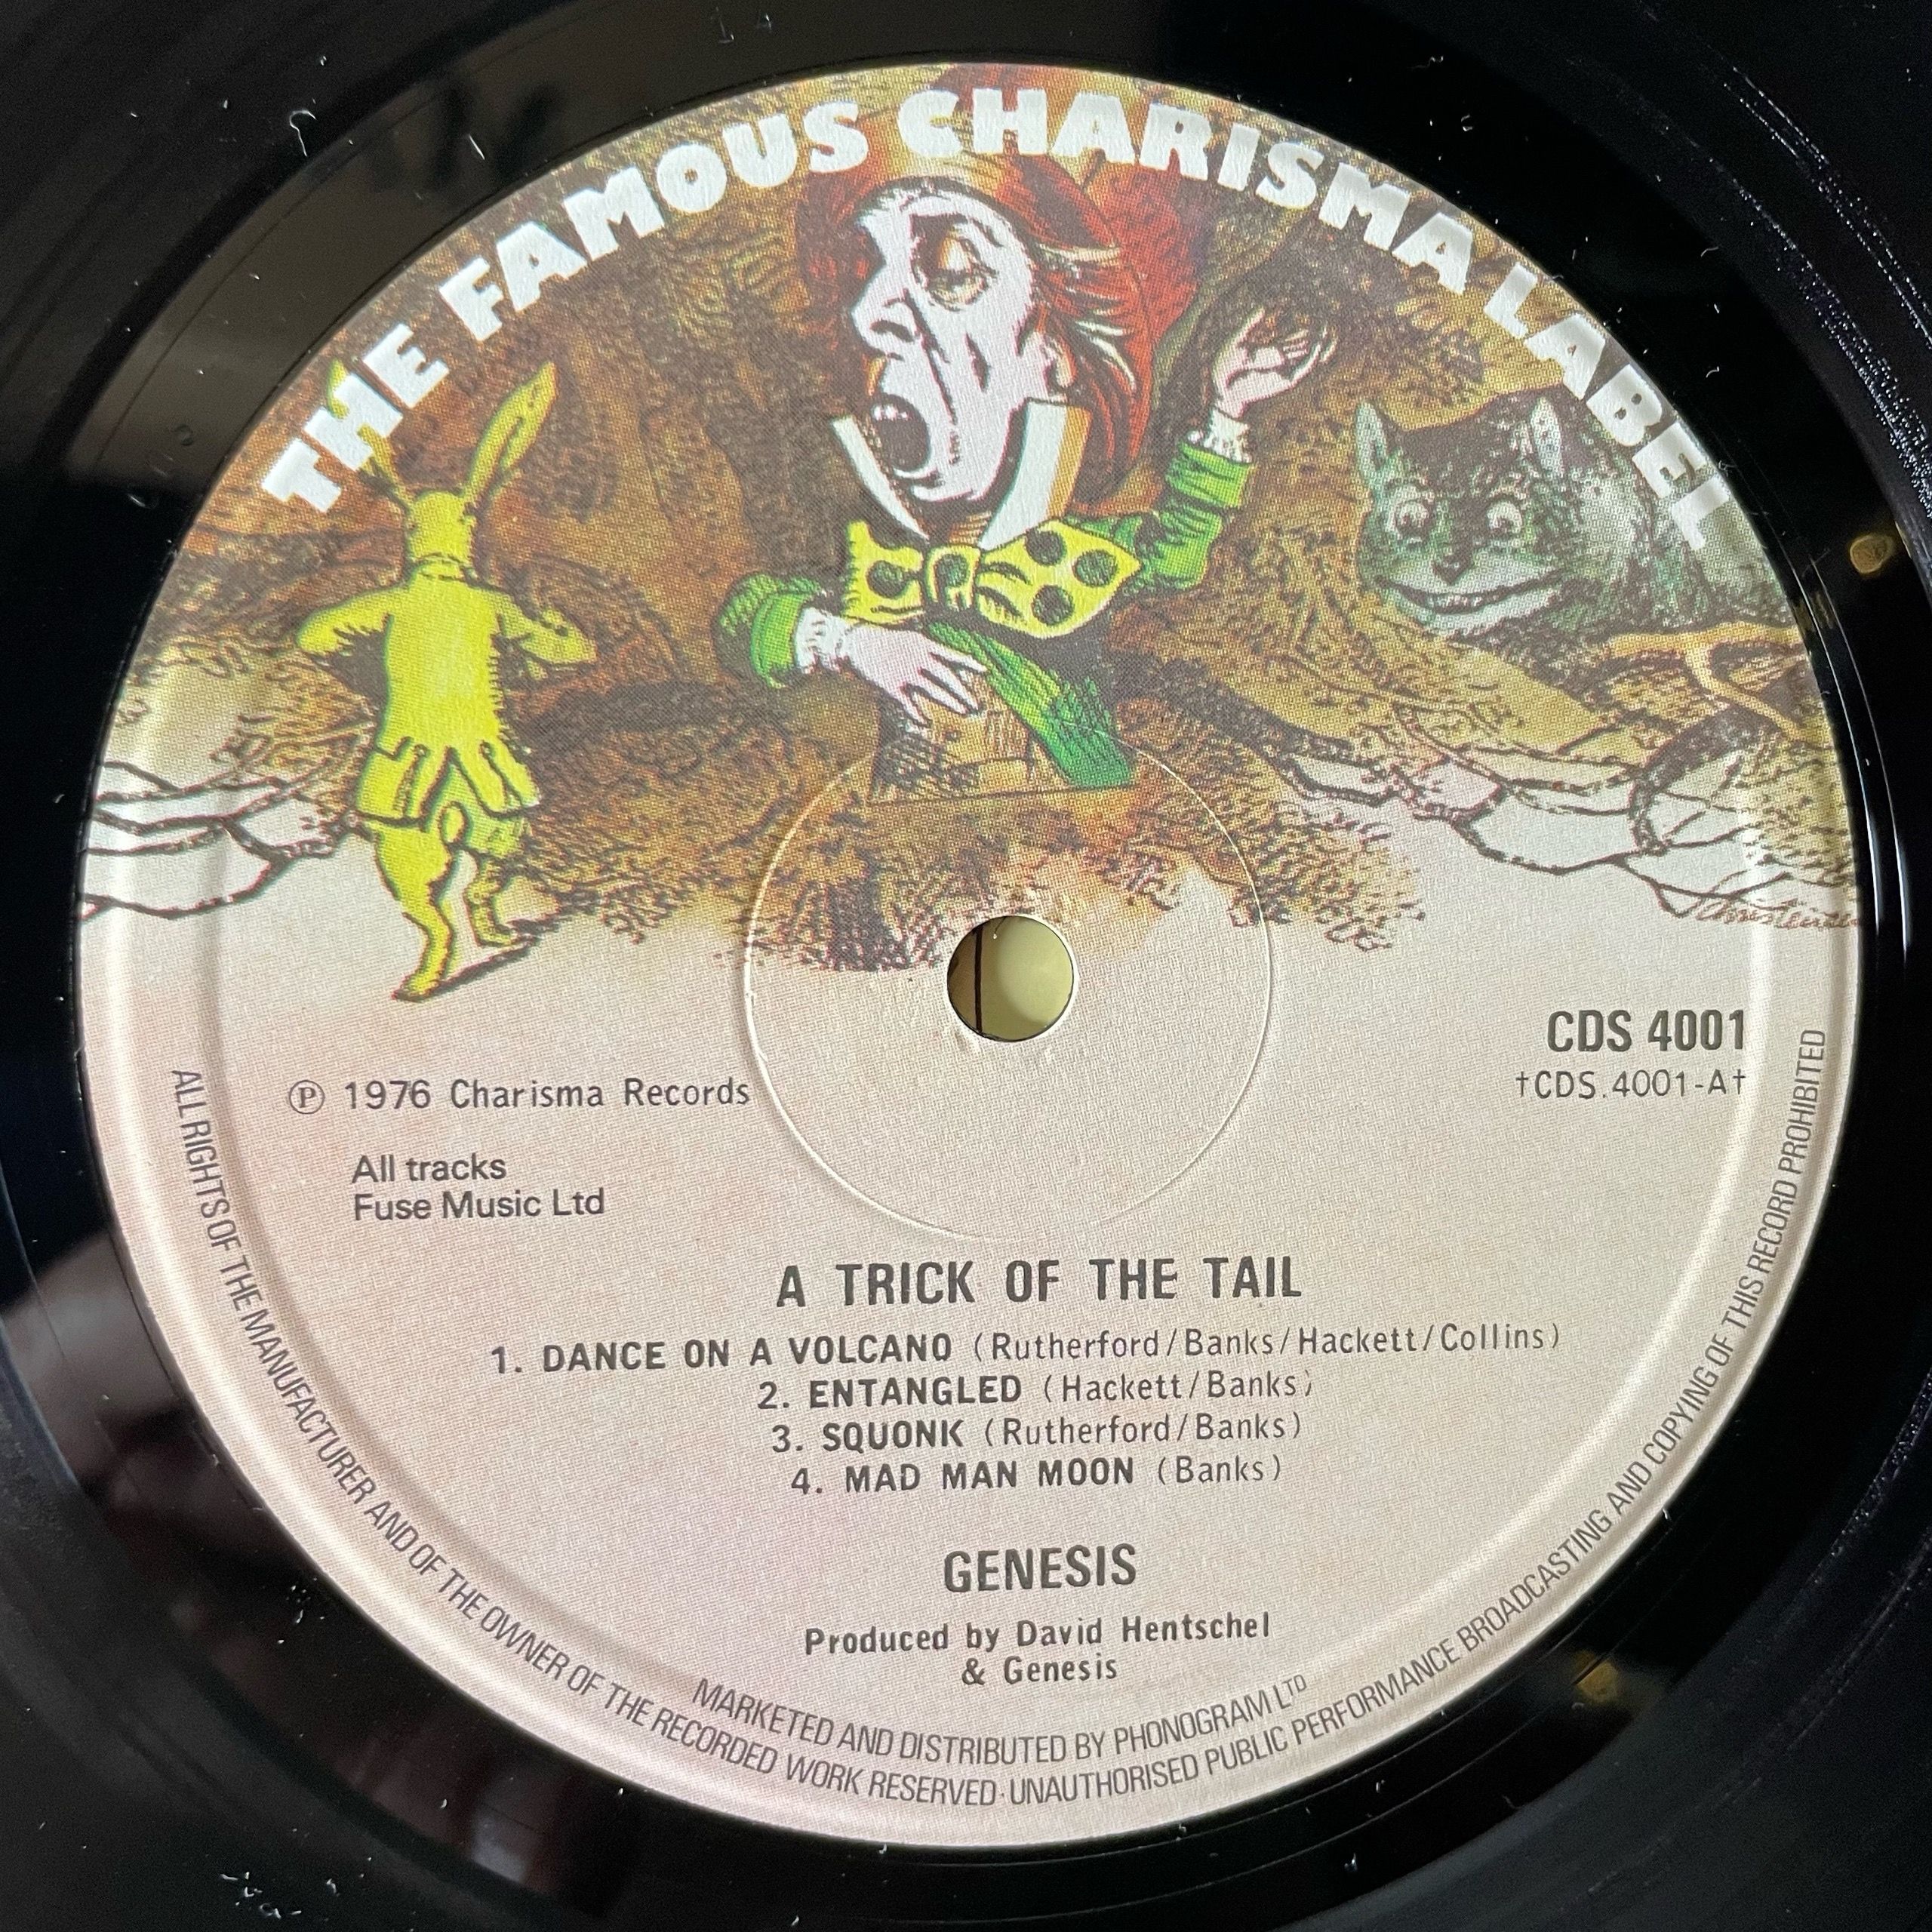 THE FAMOUS CHARISMA LABEL
CDS 4001
†CDS.4001-A†
Ⓟ 1976 Charisma Records
All tracks
Fuse Music Ltd
A TRICK OF THE TAIL
1. DANCE ON A VOLCANO (Rutherford/Banks/Hackett/Collins)
2. ENTANGLED (Hackett/Banks)
3. SQUONK (Rutherford/Banks)
4. MAD MAN MOON (Banks)
GENESIS
Produced by David Hentschel
& Genesis
MARKETED AND DISTRIBUTED BY PHONOGRAM LTD
ALL RIGHTS OF THE MANUFACTURER AND OF THE OWNER OF THE RECORDED WORK RESERVED·UNAUTHORISED PUBLIC PERFORMANCE BROADCASTING AND COPYING OF THIS RECORD PROHIBITED